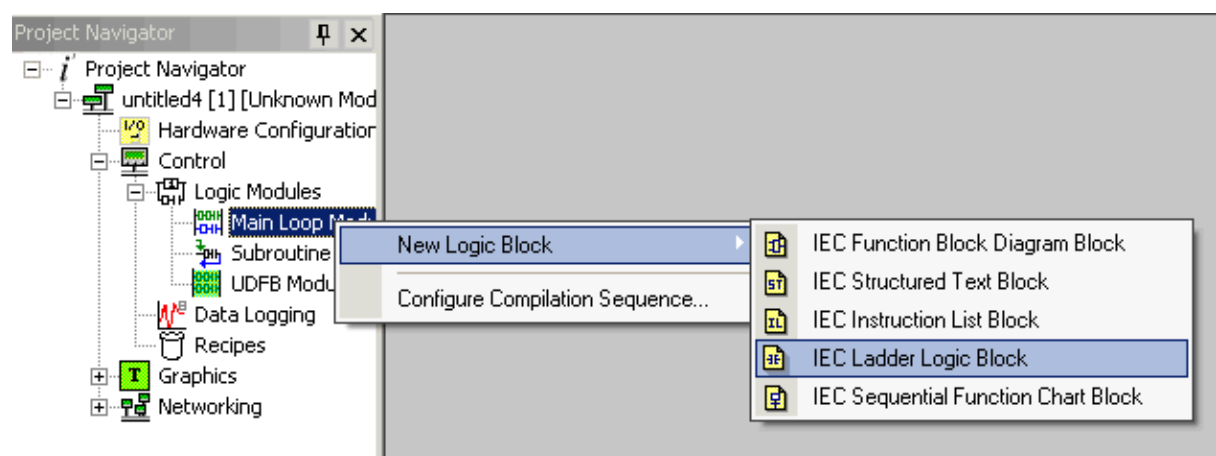 Project Navigator
Project Navigator
untitled4 [1] [Unknown Mod
Hardware Configuration
Control
Logic Modules
Main Loop Mod
Subroutine
UDFB Modu
Data Logging
Recipes
Graphics
Networking
New Logic Block
Configure Compilation Sequence...
IEC Function Block Diagram Block
IEC Structured Text Block
IEC Instruction List Block
IEC Ladder Logic Block
IEC Sequential Function Chart Block